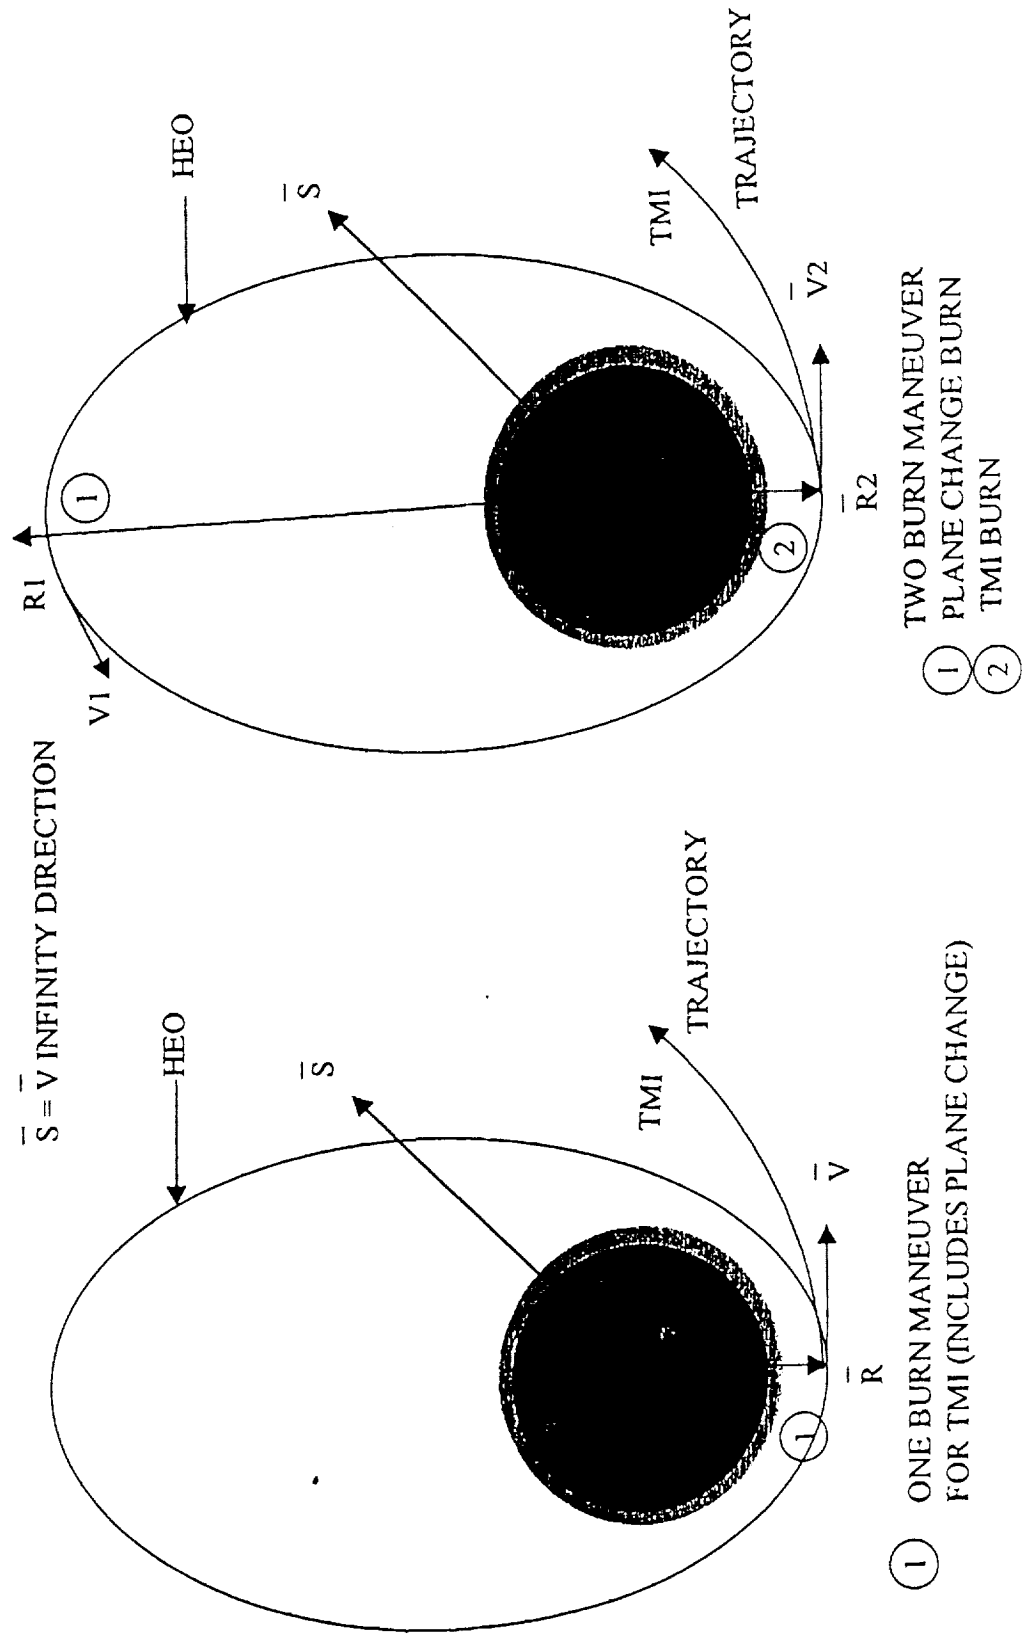 S̅ = V̅ INFINITY DIRECTION
HEO
S̅
TMI
TRAJECTORY
V̅
R̅
1
1 ONE BURN MANEUVER
FOR TMI (INCLUDES PLANE CHANGE)
R1
1
V1
HEO
S̅
TMI
TRAJECTORY
V̅2
R̅2
2
TWO BURN MANEUVER
1 PLANE CHANGE BURN
2 TMI BURN